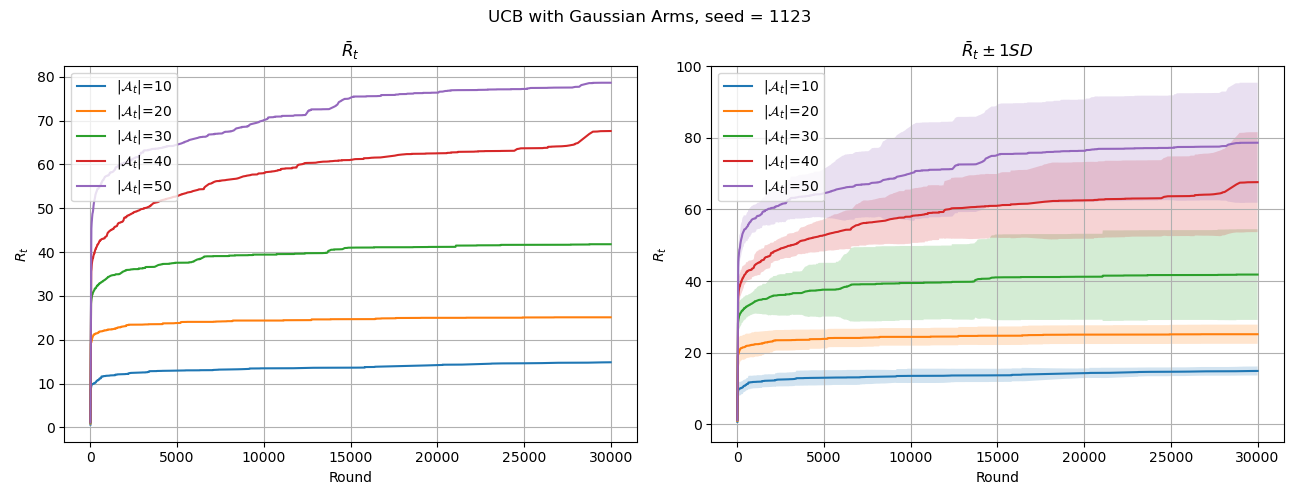 UCB with Gaussian Arms, seed = 1123
R̄ₜ
80
70
60
50
40
30
20
10
0
Rₜ
|𝒜ₜ|=10
|𝒜ₜ|=20
|𝒜ₜ|=30
|𝒜ₜ|=40
|𝒜ₜ|=50
0 5000 10000 15000 20000 25000 30000
Round
R̄ₜ ± 1SD
100
80
60
40
20
0
Rₜ
|𝒜ₜ|=10
|𝒜ₜ|=20
|𝒜ₜ|=30
|𝒜ₜ|=40
|𝒜ₜ|=50
0 5000 10000 15000 20000 25000 30000
Round